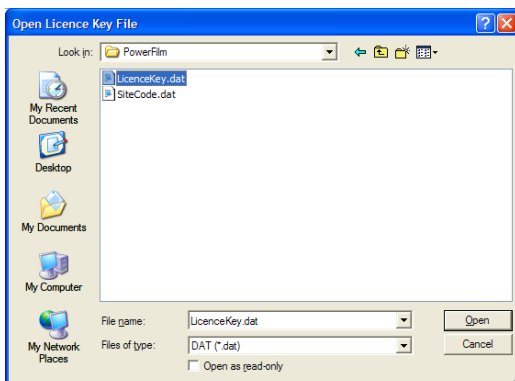 Open Licence Key File
Look in: PowerFilm
LicenceKey.dat
SiteCode.dat
My Recent
Documents
Desktop
My Documents
My Computer
My Network
Places
File name: LicenceKey.dat Open
Files of type: DAT (*.dat) Cancel
Open as read-only